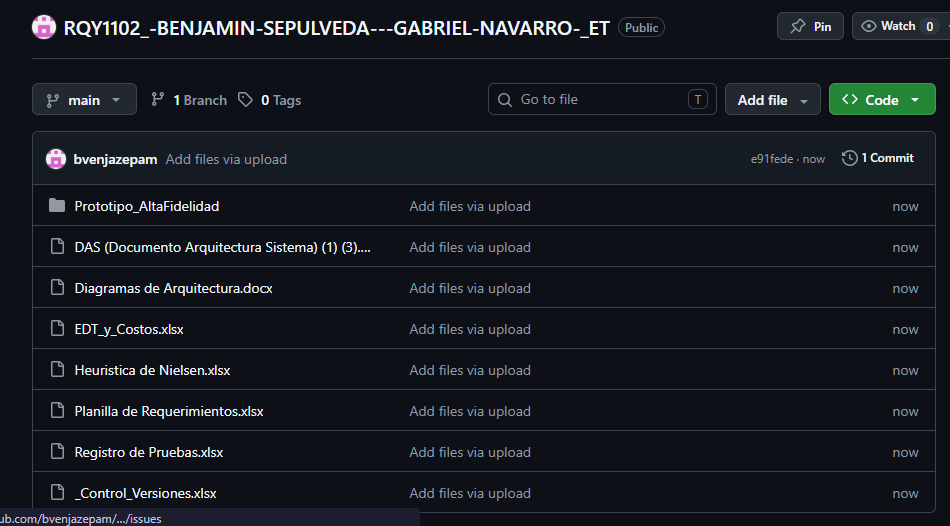 RQY1102_-BENJAMIN-SEPULVEDA---GABRIEL-NAVARRO-_ET Public Pin Watch 0
main 1 Branch 0 Tags Go to file T Add file Code
bvenjazepam Add files via upload e91fede · now 1 Commit
Prototipo_AltaFidelidad Add files via upload now
DAS (Documento Arquitectura Sistema) (1) (3).... Add files via upload now
Diagramas de Arquitectura.docx Add files via upload now
EDT_y_Costos.xlsx Add files via upload now
Heuristica de Nielsen.xlsx Add files via upload now
Planilla de Requerimientos.xlsx Add files via upload now
Registro de Pruebas.xlsx Add files via upload now
_Control_Versiones.xlsx Add files via upload now
ub.com/bvenjazepam/.../issues